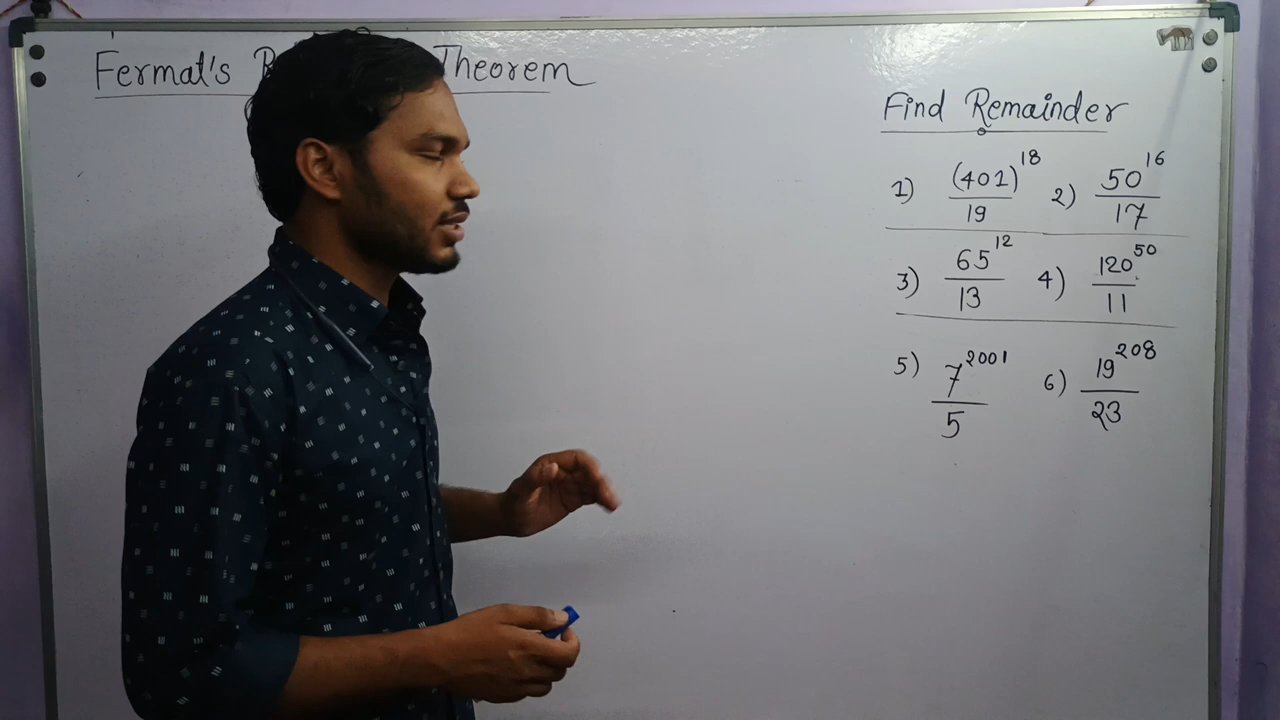 Fermat's Theorem
Find Remainder
1) (401)^18 / 19 2) 50^16 / 17
3) 65^12 / 13 4) 120^50 / 11
5) 7^2001 / 5 6) 19^208 / 23